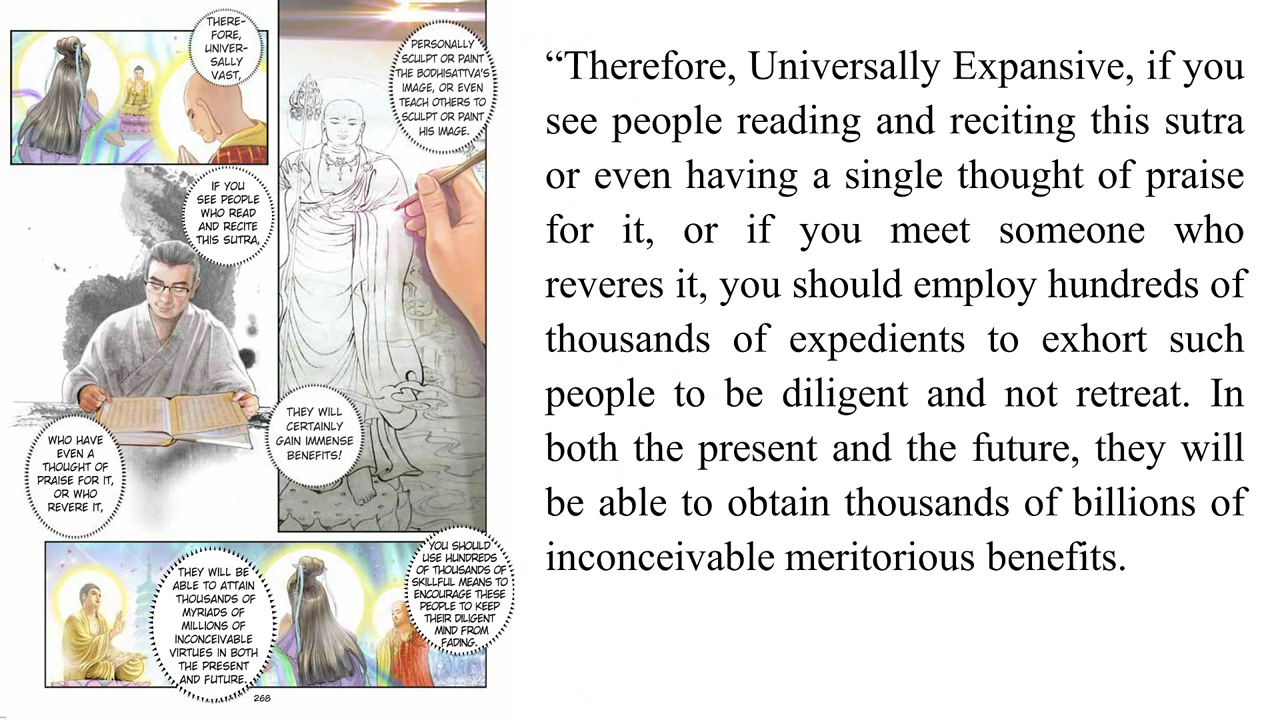 THERE-
FORE,
UNIVER-
SALLY
VAST,
PERSONALLY
SCULPT OR PAINT
THE BODHISATTVA'S
IMAGE, OR EVEN
TEACH OTHERS TO
SCULPT OR PAINT
HIS IMAGE.
IF YOU
SEE PEOPLE
WHO READ
AND RECITE
THIS SUTRA,
WHO HAVE
EVEN A
THOUGHT OF
PRAISE FOR IT,
OR WHO
REVERE IT,
THEY WILL
CERTAINLY
GAIN IMMENSE
BENEFITS!
YOU SHOULD
USE HUNDREDS
OF THOUSANDS OF
SKILLFUL MEANS TO
ENCOURAGE THESE
PEOPLE TO KEEP
THEIR DILIGENT
MIND FROM
FADING.
THEY WILL BE
ABLE TO ATTAIN
THOUSANDS OF
MYRIADS OF
MILLIONS OF
INCONCEIVABLE
VIRTUES IN BOTH
THE PRESENT
AND FUTURE.
268
“Therefore, Universally Expansive, if you
see people reading and reciting this sutra
or even having a single thought of praise
for it, or if you meet someone who
reveres it, you should employ hundreds of
thousands of expedients to exhort such
people to be diligent and not retreat. In
both the present and the future, they will
be able to obtain thousands of billions of
inconceivable meritorious benefits.